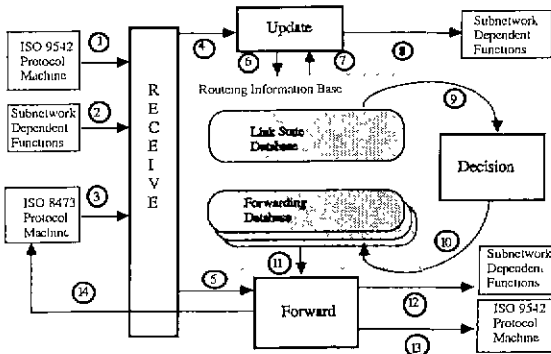 ISO 9542
Protocol
Machine
1
Subnetwork
Dependent
Functions
2
ISO 8473
Protocol
Machine
3
14
R
E
C
E
I
V
E
4
5
Update
6
7
8
Subnetwork
Dependent
Functions
Routeing Information Base
Link State
Database
9
Decision
Forwarding
Database
10
11
Forward
12
Subnetwork
Dependent
Functions
13
ISO 9542
Protocol
Machine